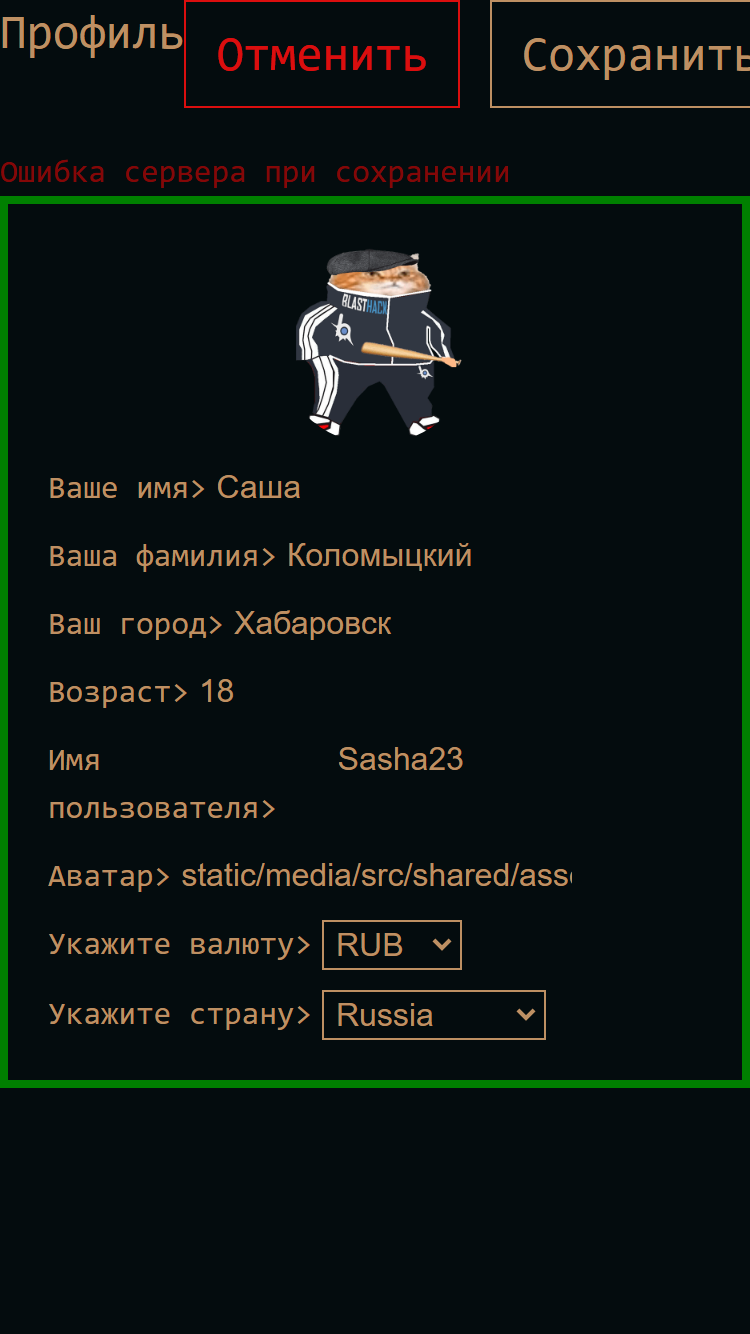 Профиль Отменить Сохранить
Ошибка сервера при сохранении
BLASTHACK
Ваше имя> Саша
Ваша фамилия> Коломыцкий
Ваш город> Хабаровск
Возраст> 18
Имя Sasha23
пользователя>
Аватар> static/media/src/shared/ass
Укажите валюту> RUB
Укажите страну> Russia